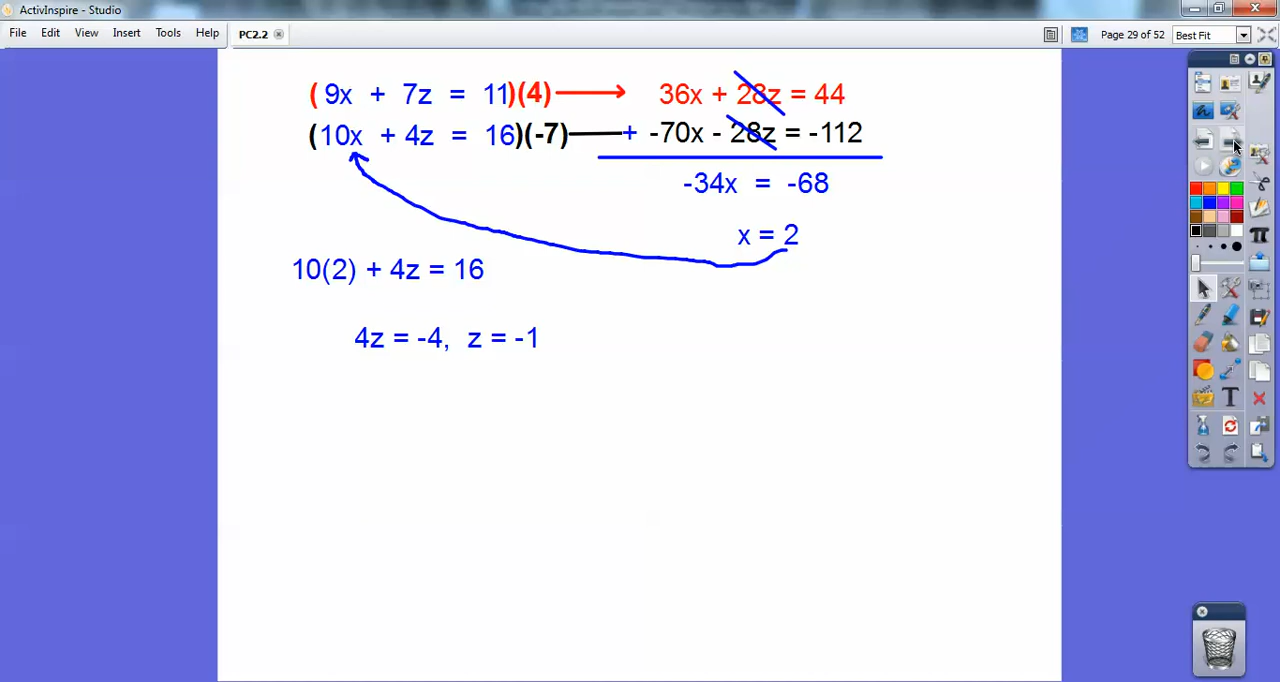 ActivInspire - Studio
File Edit View Insert Tools Help PC2.2 Page 29 of 52 Best Fit
(9x + 7z = 11)(4) 36x + 28z = 44
(10x + 4z = 16)(-7) + -70x - 28z = -112
-34x = -68
x = 2
10(2) + 4z = 16
4z = -4, z = -1